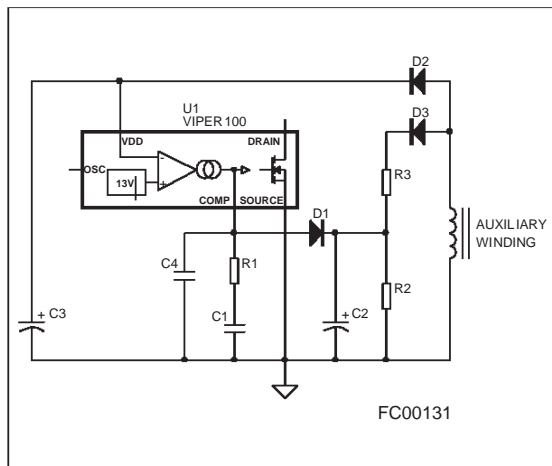 D2
U1
VIPER100
D3
VDD
DRAIN
-
OSC
13V
+
R3
COMP
SOURCE
D1
AUXILIARY
WINDING
C4
R1
R2
+
C3
C1
+
C2
FC00131